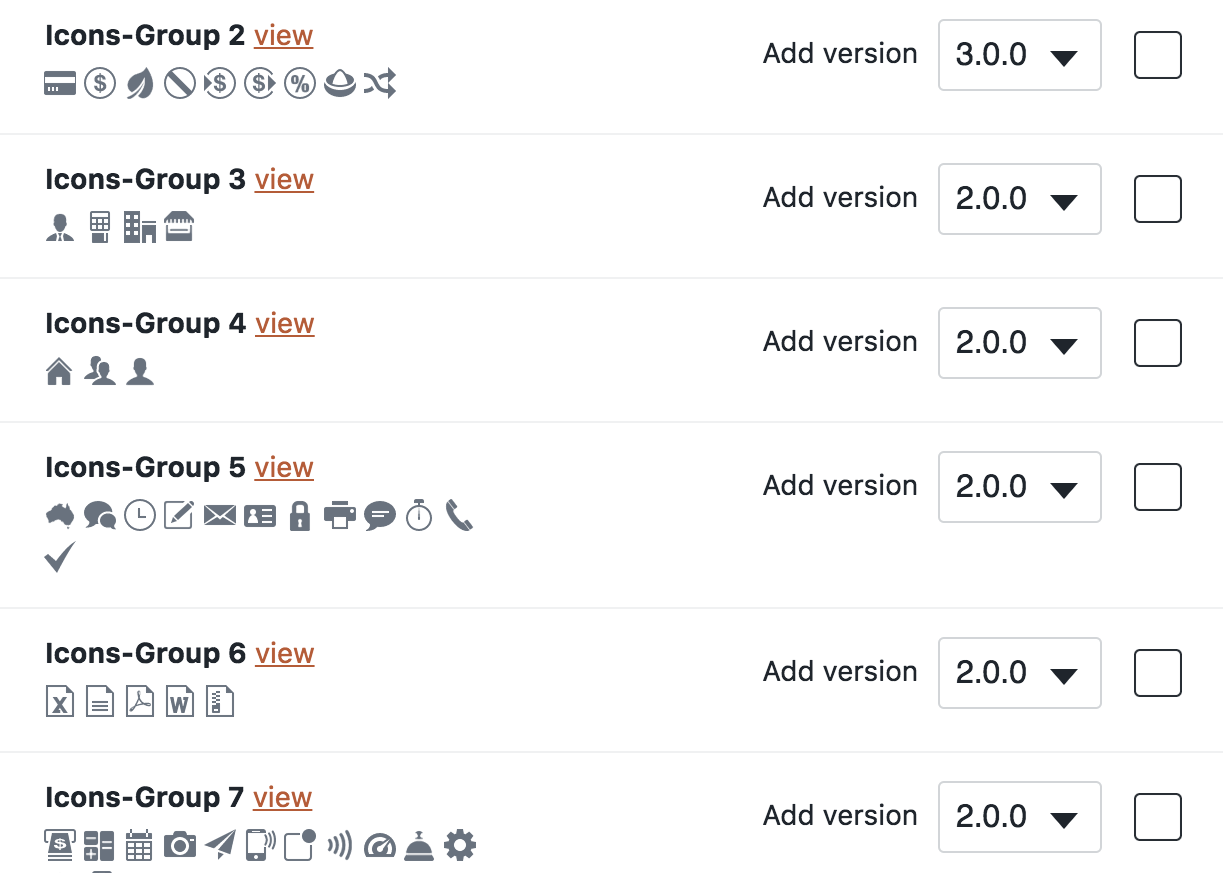 Icons-Group 2 view
Add version 3.0.0
Icons-Group 3 view
Add version 2.0.0
Icons-Group 4 view
Add version 2.0.0
Icons-Group 5 view
Add version 2.0.0
Icons-Group 6 view
Add version 2.0.0
Icons-Group 7 view
Add version 2.0.0